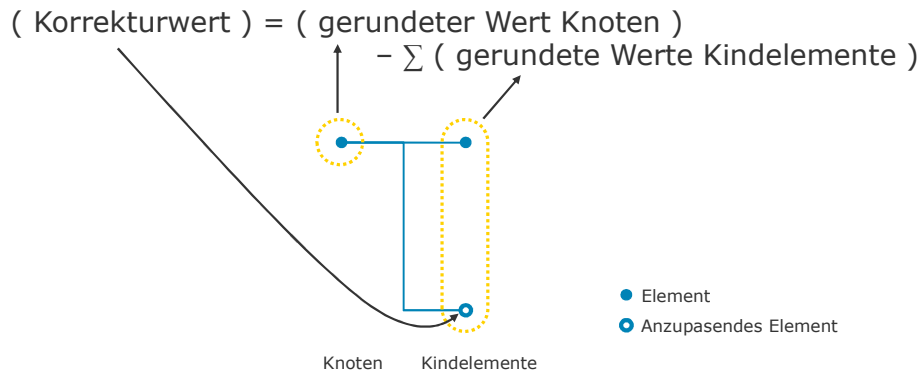 ( Korrekturwert ) = ( gerundeter Wert Knoten )
– ∑ ( gerundete Werte Kindelemente )
Element
Anzupasendes Element
Knoten Kindelemente